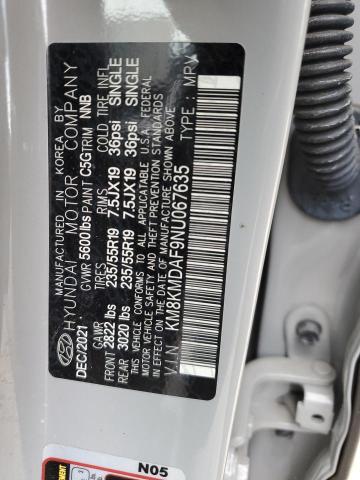 MANUFACTURED IN KOREA BY
HYUNDAI MOTOR COMPANY
DEC/2021 GVWR 5600lbs PAINT C5G TRIM NNB
GAWR TIRES RIMS COLD TIRE INFL
FRONT 2822 lbs 235/55R19 7.5JX19 36psi SINGLE
REAR 3020 lbs 235/55R19 7.5JX19 36psi SINGLE
THIS VEHICLE CONFORMS TO ALL APPLICABLE U.S. FEDERAL
MOTOR VEHICLE SAFETY STANDARDS IN EFFECT ON THE
DATE OF MANUFACTURE SHOWN ABOVE.
V.I.N.: KM8KMDAF9NU067635 TYPE: MPV
N05